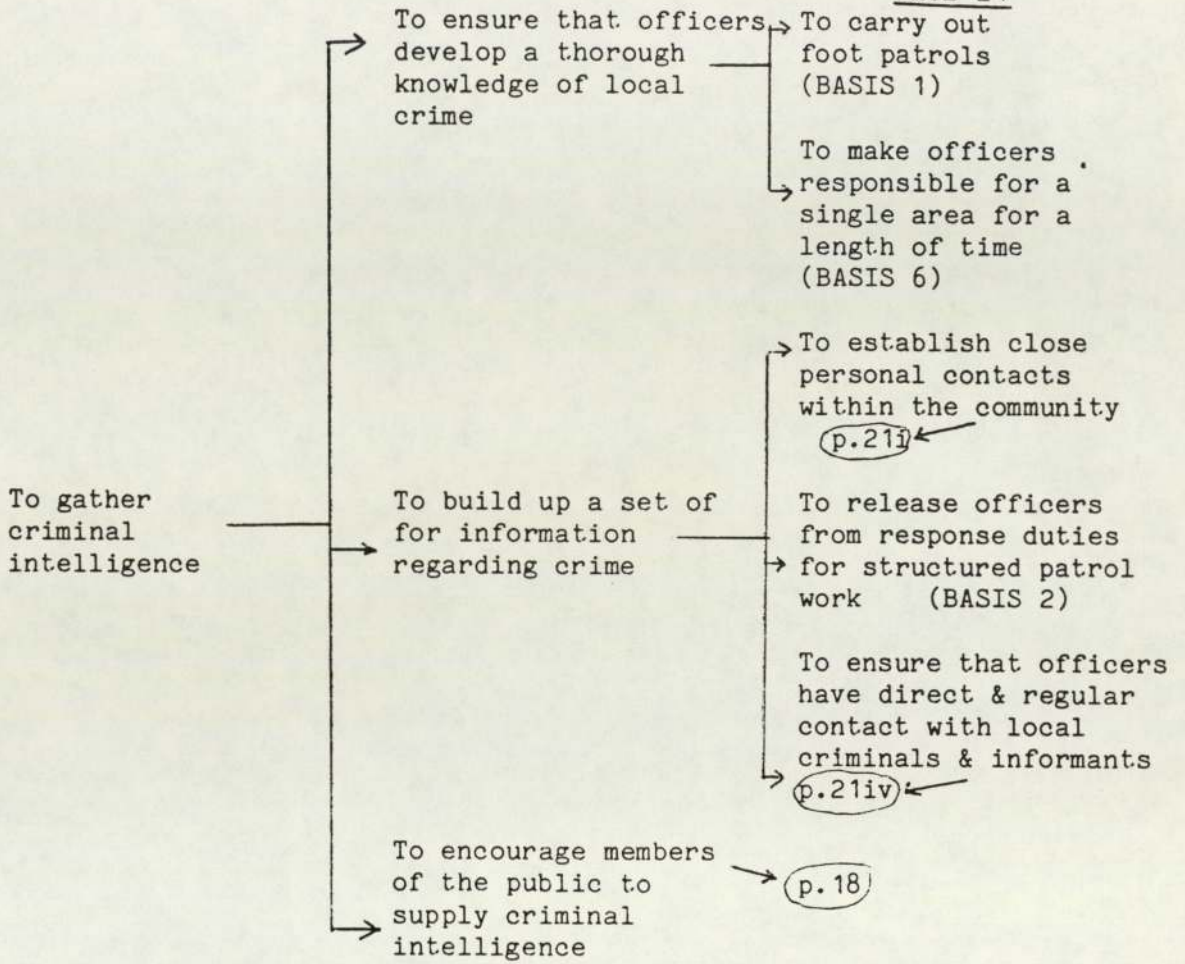 To ensure that officers
develop a thorough
knowledge of local
crime
To carry out
foot patrols
(BASIS 1)
To make officers
responsible for a
single area for a
length of time
(BASIS 6)
To gather
criminal
intelligence
To build up a set of
for information
regarding crime
To establish close
personal contacts
within the community
p.21i
To release officers
from response duties
for structured patrol
work (BASIS 2)
To ensure that officers
have direct & regular
contact with local
criminals & informants
p.21iv
To encourage members
of the public to
supply criminal
intelligence
p.18